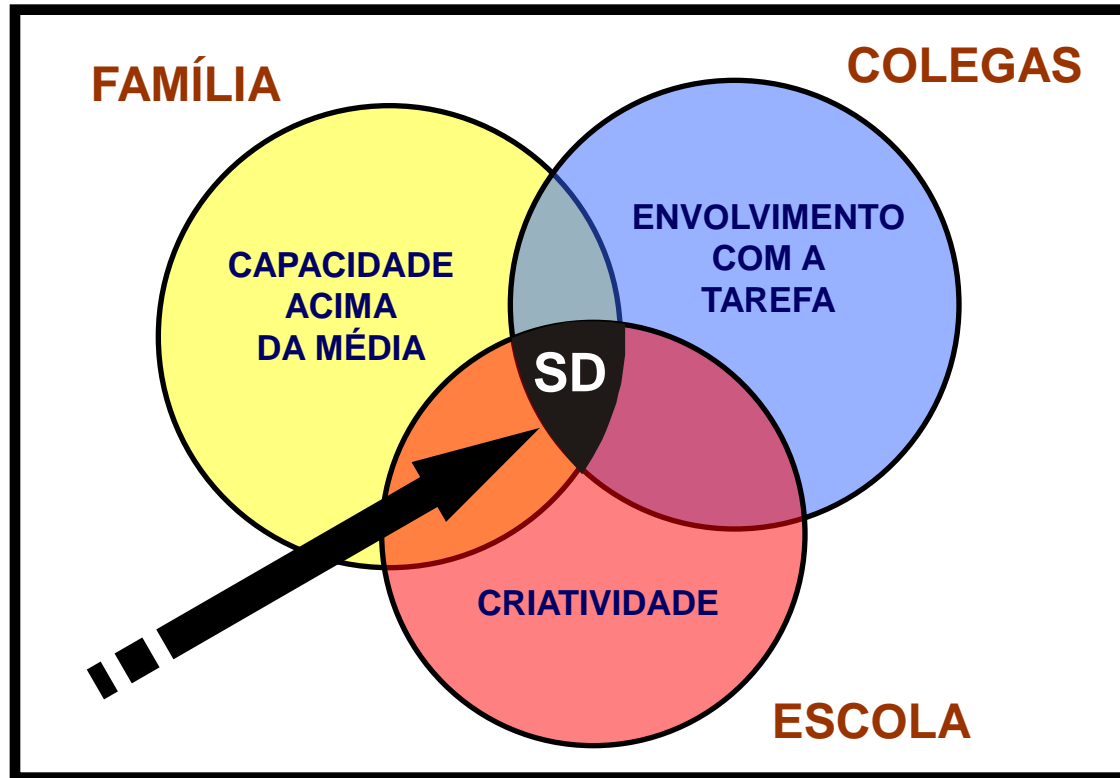 FAMÍLIA
COLEGAS
CAPACIDADE
ACIMA
DA MÉDIA
ENVOLVIMENTO
COM A
TAREFA
SD
CRIATIVIDADE
ESCOLA